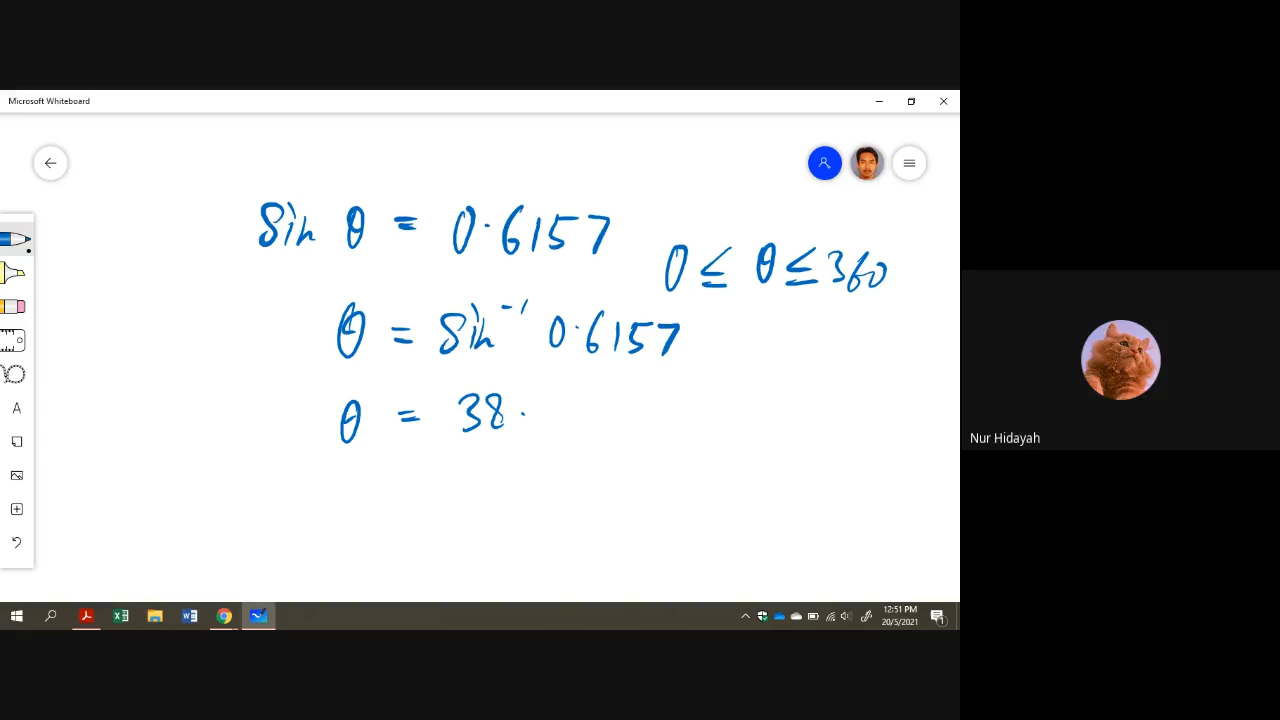 Microsoft Whiteboard
Sin θ = 0.6157
0 ≤ θ ≤ 360
θ = Sin⁻¹ 0.6157
θ = 38.
Nur Hidayah
A
12:51 PM
20/5/2021
1